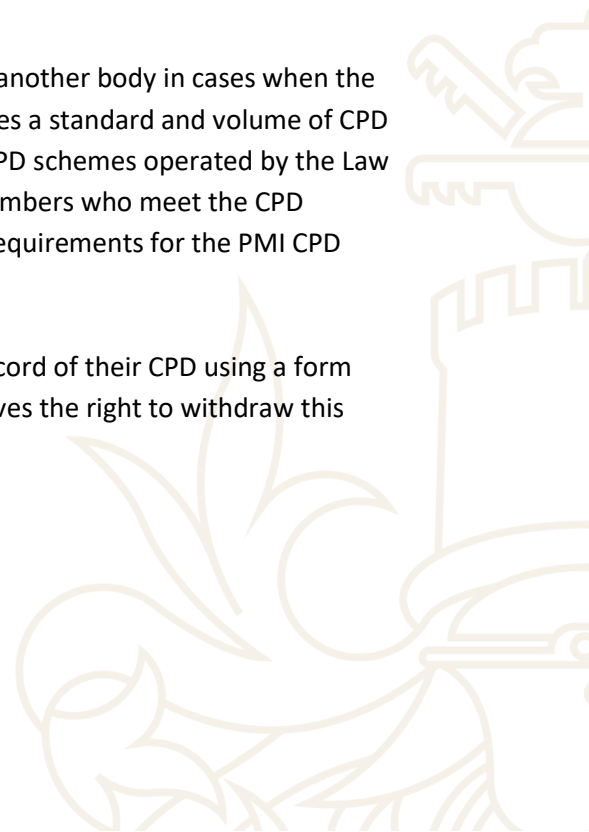 another body in cases when the
es a standard and volume of CPD
PD schemes operated by the Law
mbers who meet the CPD
equirements for the PMI CPD
cord of their CPD using a form
ves the right to withdraw this